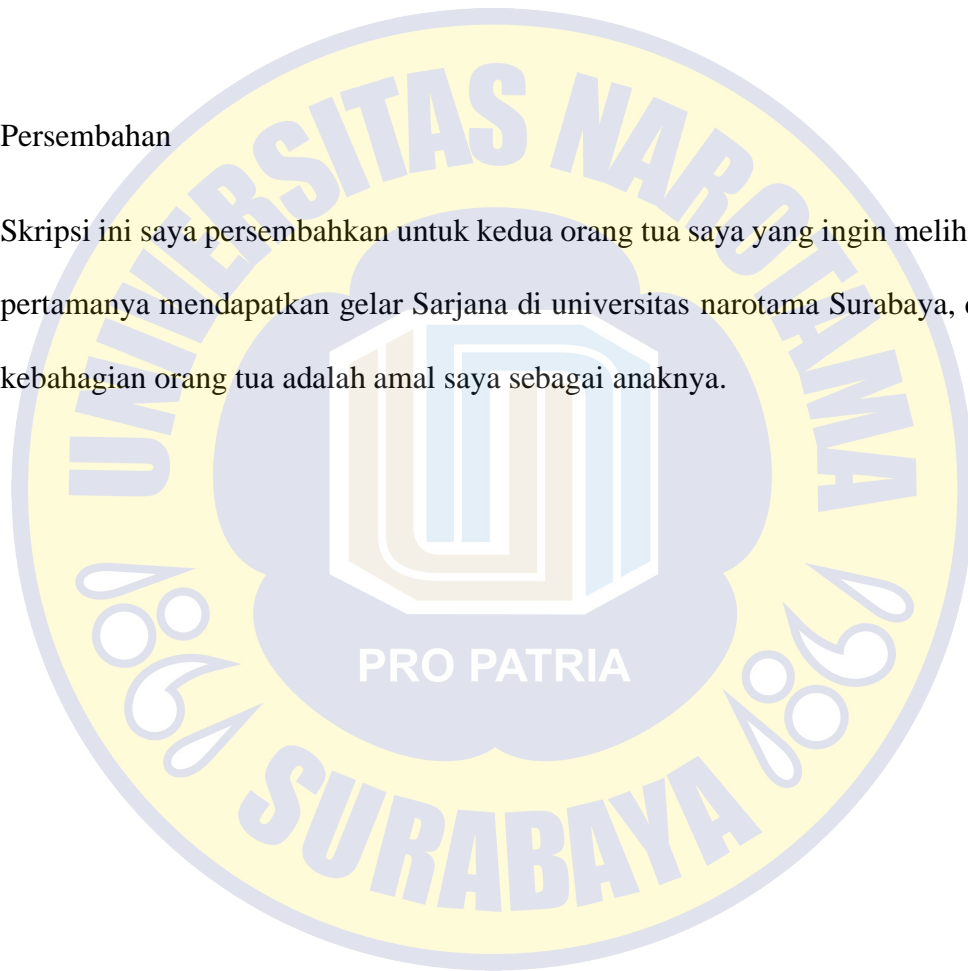 Persembahan
Skripsi ini saya persembahkan untuk kedua orang tua saya yang ingin
pertamanya mendapatkan gelar Sarjana di universitas narotama Surabaya,
kebahagian orang tua adalah amal saya sebagai anaknya.
UNIVERSITAS NAROTAMA
PRO PATRIA
SURABAYA